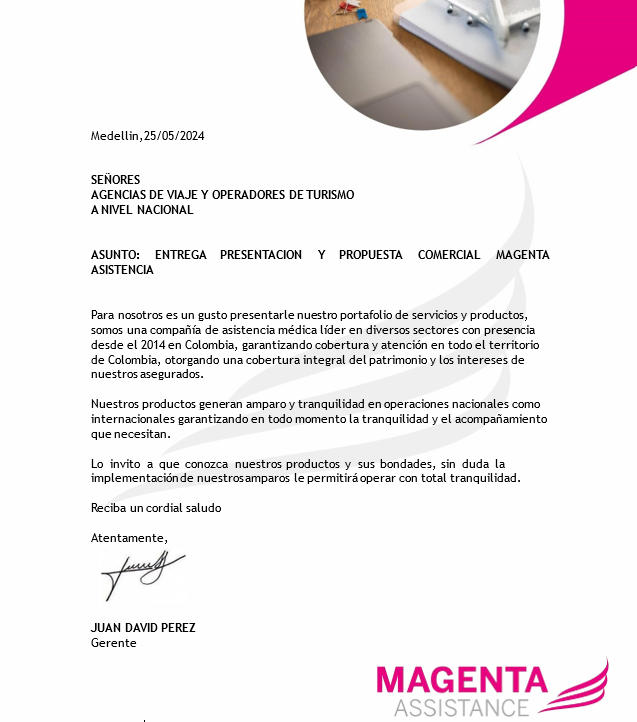 Medellin,25/05/2024
SEÑORES
AGENCIAS DE VIAJE Y OPERADORES DE TURISMO
A NIVEL NACIONAL
ASUNTO: ENTREGA PRESENTACION Y PROPUESTA COMERCIAL MAGENTA
ASISTENCIA
Para nosotros es un gusto presentarle nuestro portafolio de servicios y productos,
somos una compañía de asistencia médica líder en diversos sectores con presencia
desde el 2014 en Colombia, garantizando cobertura y atención en todo el territorio
de Colombia, otorgando una cobertura integral del patrimonio y los intereses de
nuestros asegurados.
Nuestros productos generan amparo y tranquilidad en operaciones nacionales como
internacionales garantizando en todo momento la tranquilidad y el acompañamiento
que necesitan.
Lo invito a que conozca nuestros productos y sus bondades, sin duda la
implementación de nuestros amparos le permitirá operar con total tranquilidad.
Reciba un cordial saludo
Atentamente,
JUAN DAVID PEREZ
Gerente
MAGENTA
ASSISTANCE